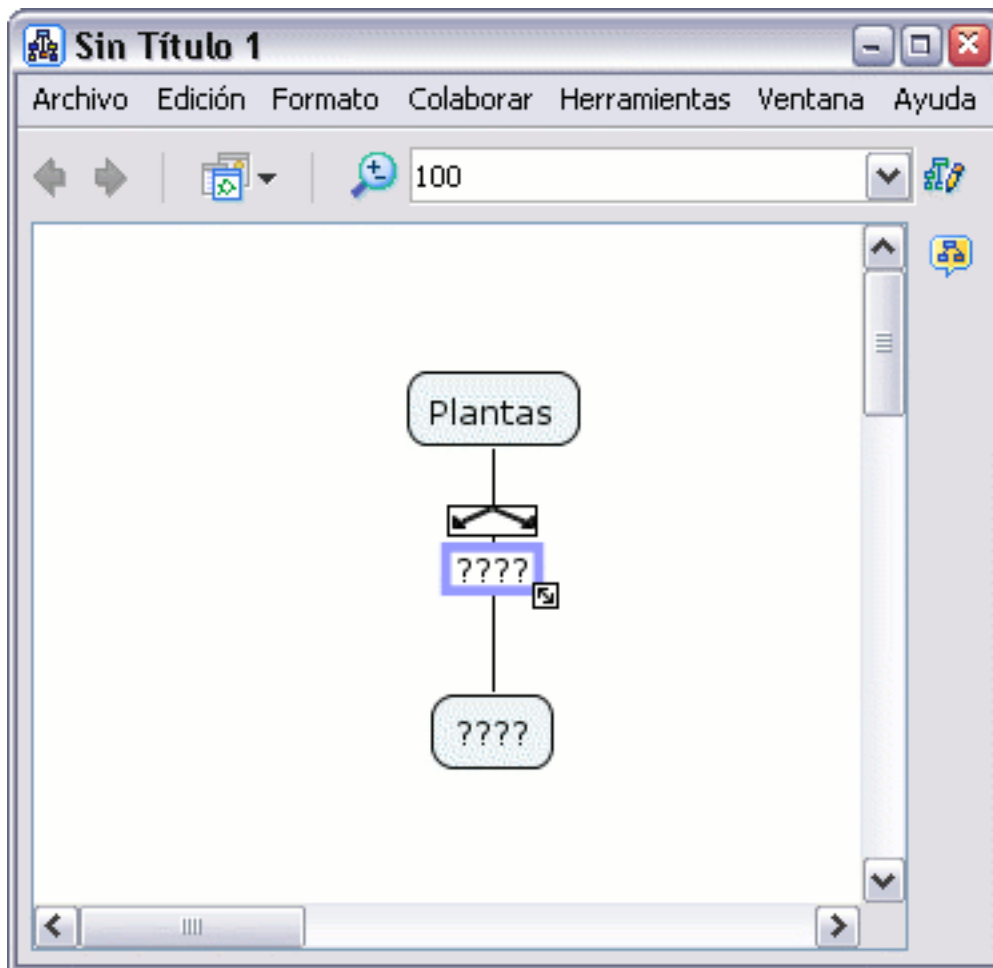 Sin Título 1
Archivo Edición Formato Colaborar Herramientas Ventana Ayuda
100
Plantas
????
????